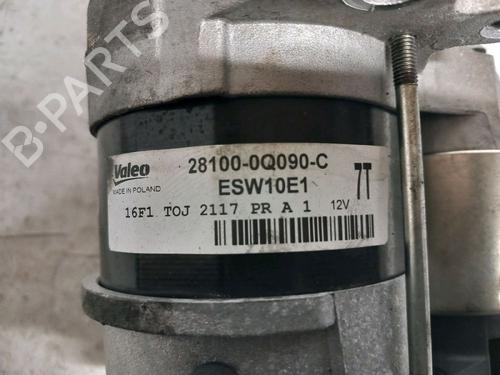 B-PARTS
Valeo
MADE IN POLAND
28100-0Q090-C
ESW10E1
7T
16F1 TOJ 2117 PR A 1 12V